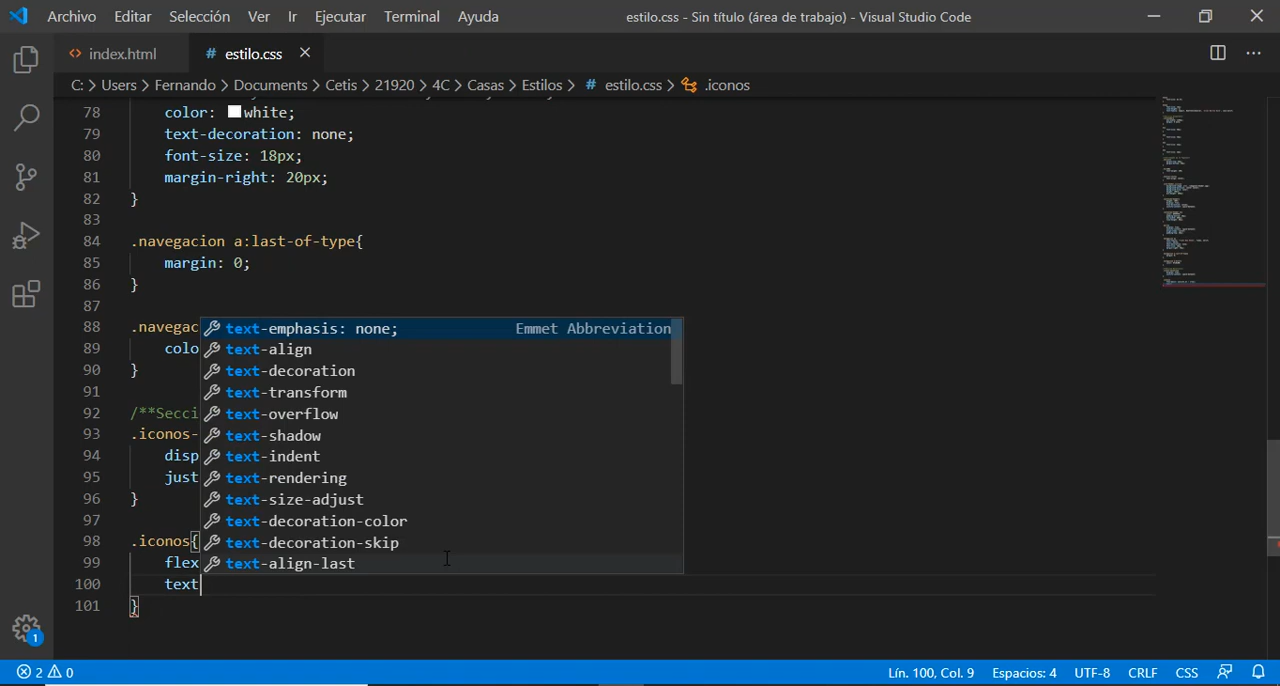 Archivo Editar Selección Ver Ir Ejecutar Terminal Ayuda estilo.css - Sin título (área de trabajo) - Visual Studio Code
index.html # estilo.css
C: > Users > Fernando > Documents > Cetis > 21920 > 4C > Casas > Estilos > # estilo.css > .iconos
78 color: white;
79 text-decoration: none;
80 font-size: 18px;
81 margin-right: 20px;
82 }
83
84 .navegacion a:last-of-type{
85 margin: 0;
86 }
87
88 .navegac text-emphasis: none; Emmet Abbreviation
89 colo text-align
90 } text-decoration
91 text-transform
92 /**Secci text-overflow
93 .iconos- text-shadow
94 disp text-indent
95 just text-rendering
96 } text-size-adjust
97 text-decoration-color
98 .iconos{ text-decoration-skip
99 flex text-align-last
100 text
101 }
1
2 0 Lín. 100, Col. 9 Espacios: 4 UTF-8 CRLF CSS